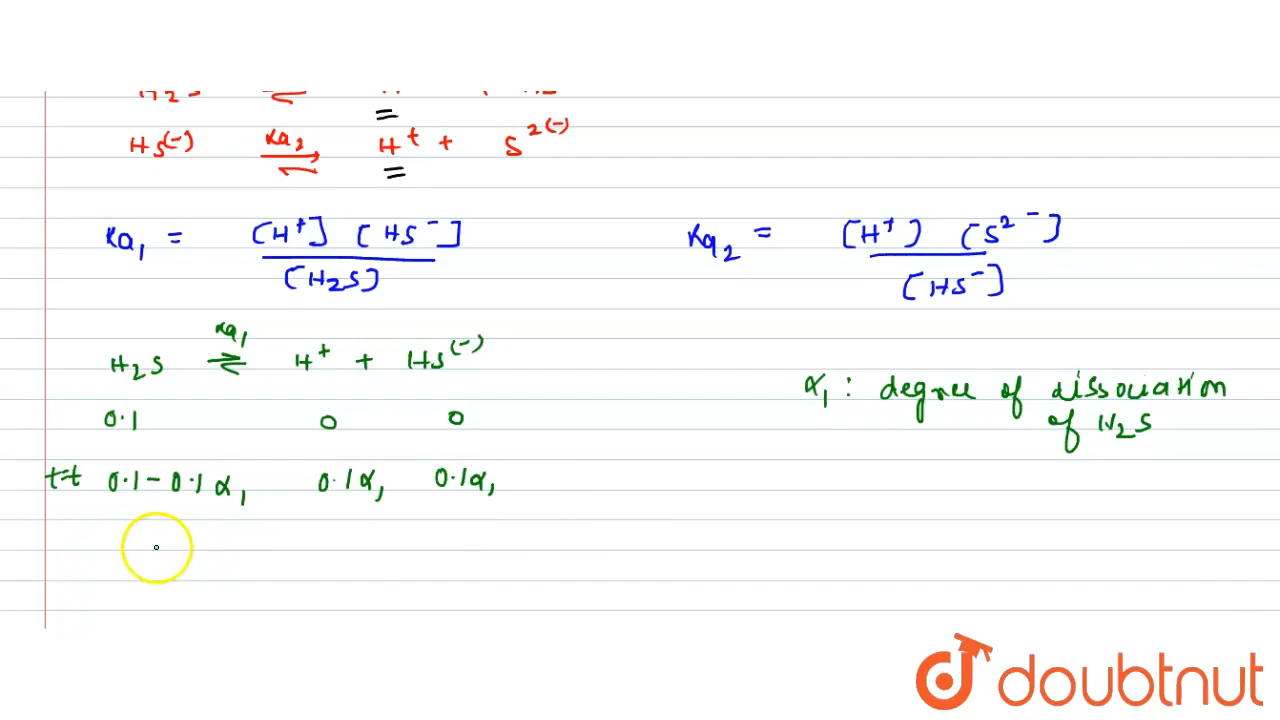 HS(-) Ka2 ⇌ H+ + S2(-)
Ka1 = [H+] [HS-] / [H2S]
Ka2 = [H+] [S2-] / [HS-]
H2S Ka1 ⇌ H+ + HS(-)
0.1 0 0
t=t 0.1-0.1α1 0.1α1 0.1α1
α1 : degree of dissociation
of H2S
doubtnut